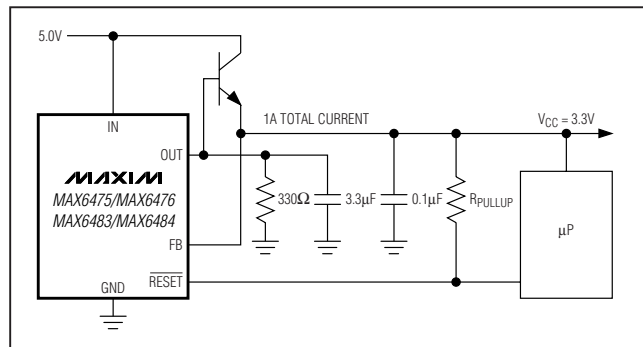 5.0V
1A TOTAL CURRENT
VCC = 3.3V
IN
OUT
MAXIM
MAX6475/MAX6476
MAX6483/MAX6484
330Ω
3.3μF
0.1μF
RPULLUP
μP
FB
GND
RESET